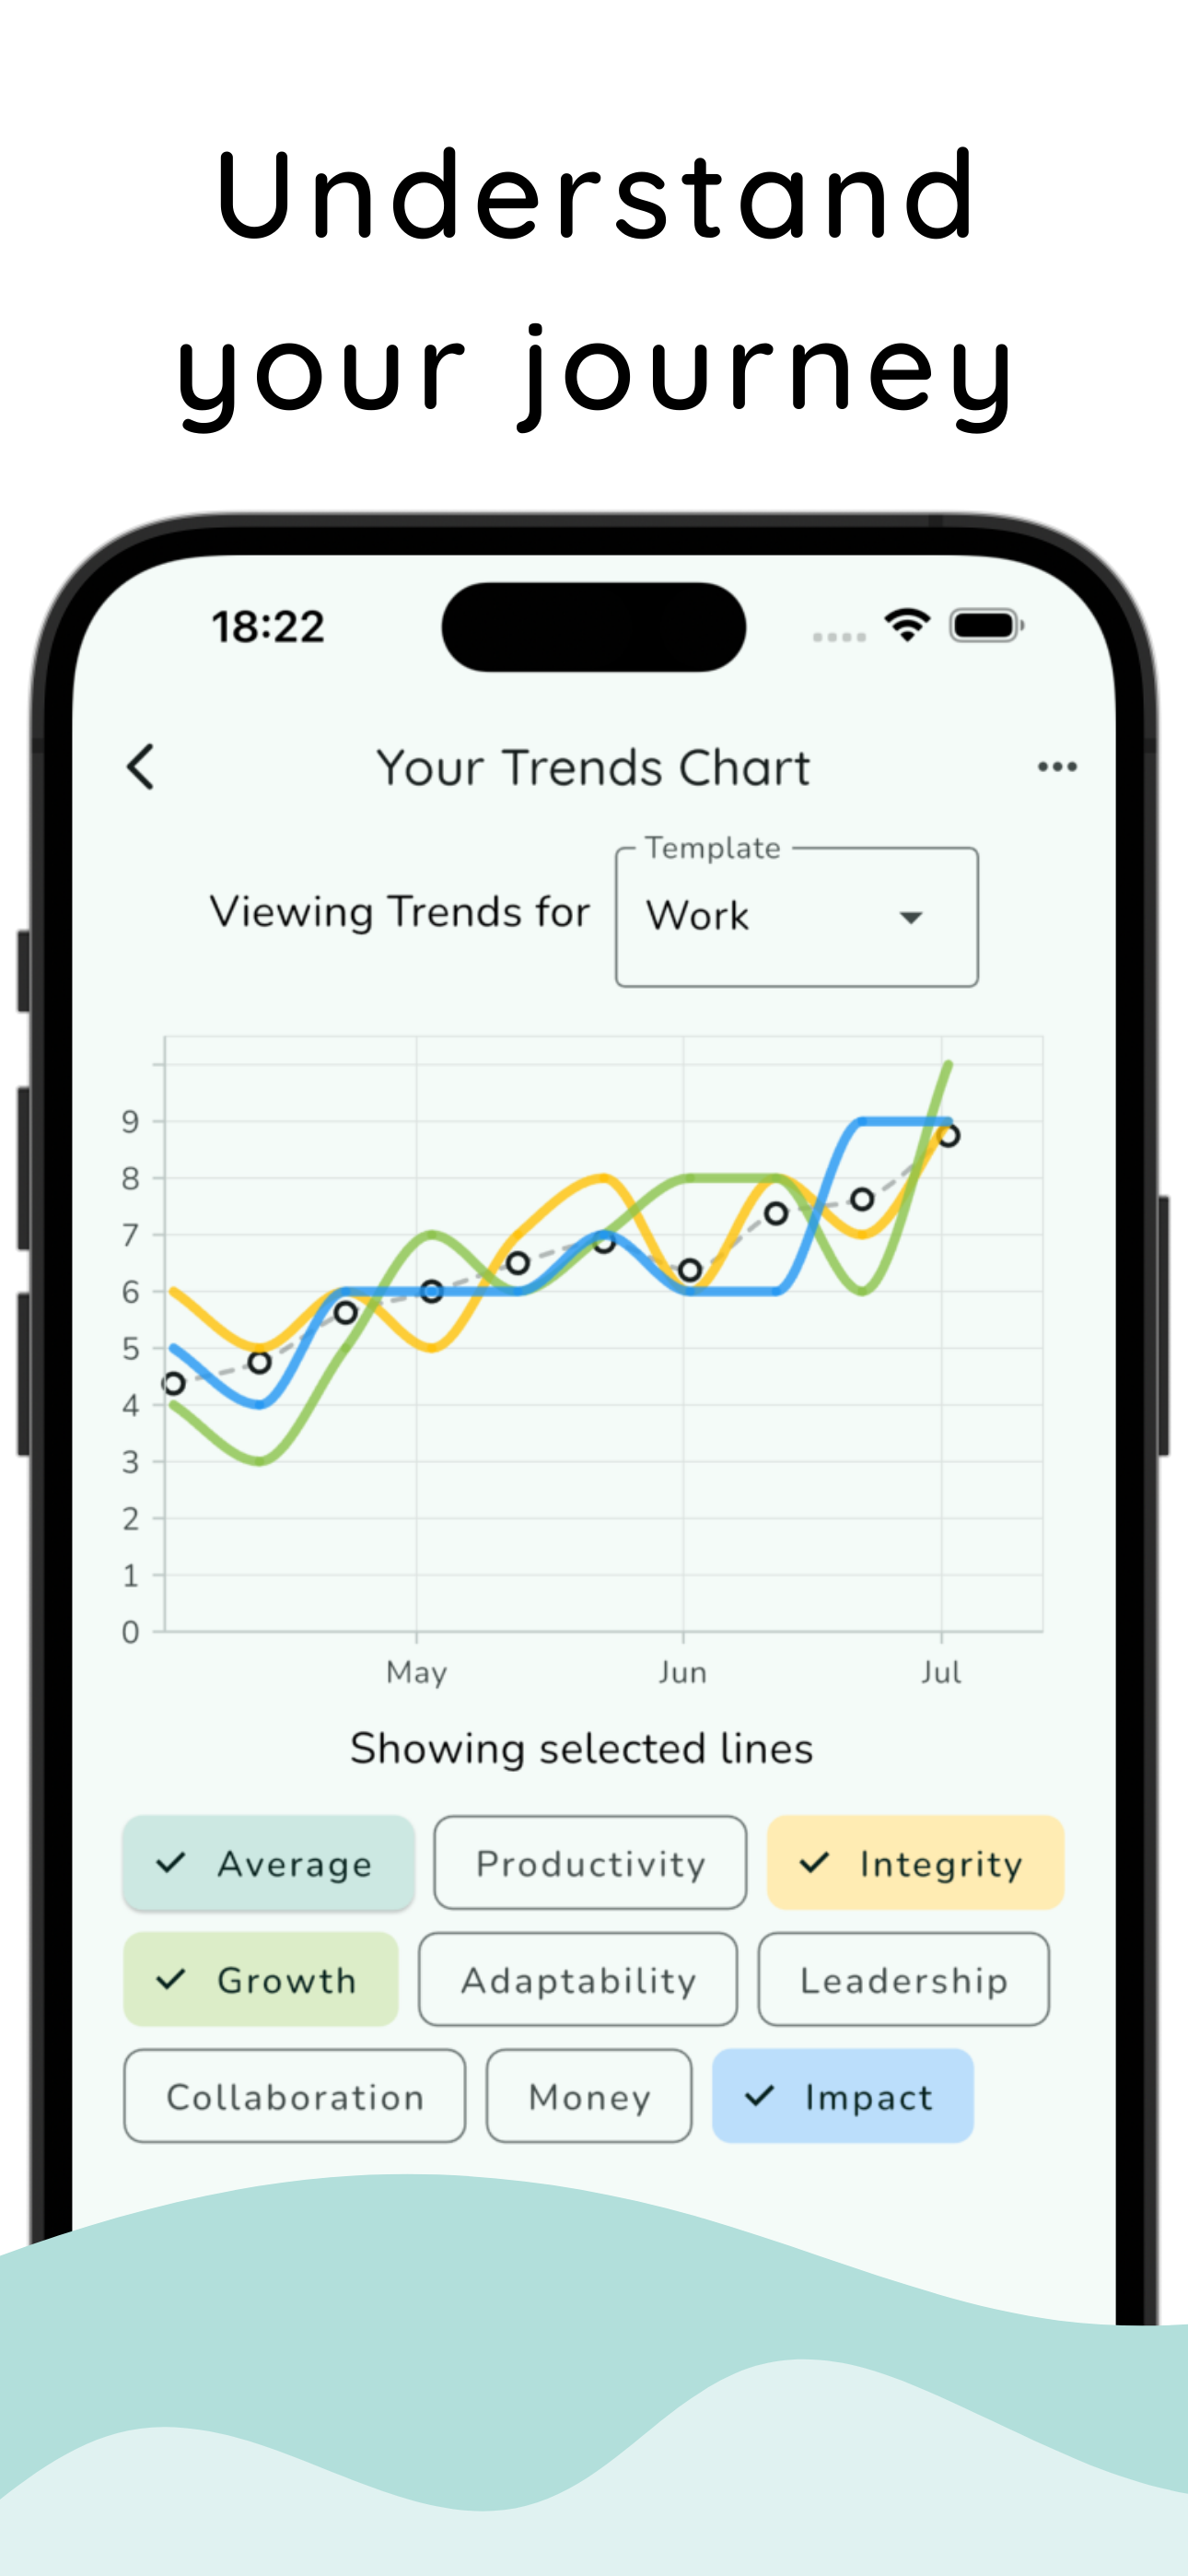 Understand
your journey
18:22
Your Trends Chart
Template
Viewing Trends for
Work
9
8
7
6
5
4
3
2
1
0
May Jun Jul
Showing selected lines
Average Productivity Integrity
Growth Adaptability Leadership
Collaboration Money Impact